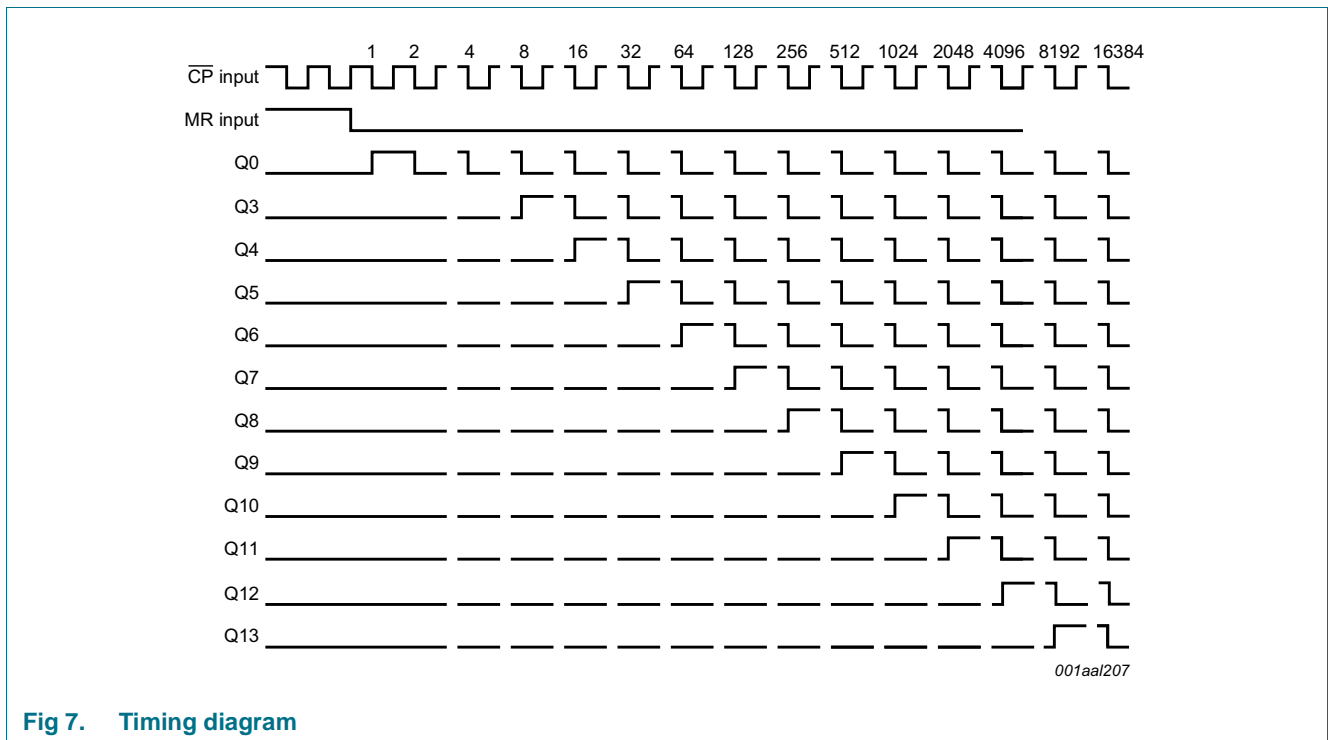 1 2 4 8 16 32 64 128 256 512 1024 2048 4096 8192 16384
CP input
MR input
Q0
Q3
Q4
Q5
Q6
Q7
Q8
Q9
Q10
Q11
Q12
Q13
001aal207
Fig 7. Timing diagram